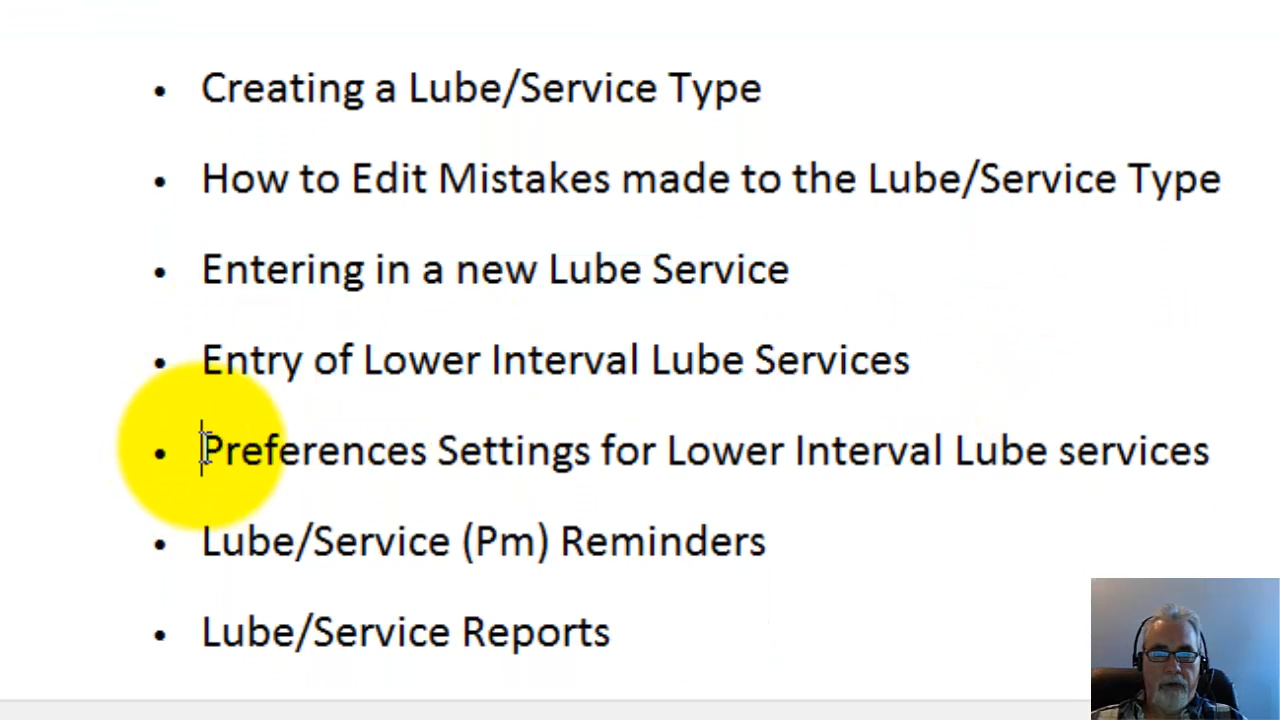 • Creating a Lube/Service Type
• How to Edit Mistakes made to the Lube/Service Type
• Entering in a new Lube Service
• Entry of Lower Interval Lube Services
• Preferences Settings for Lower Interval Lube services
• Lube/Service (Pm) Reminders
• Lube/Service Reports